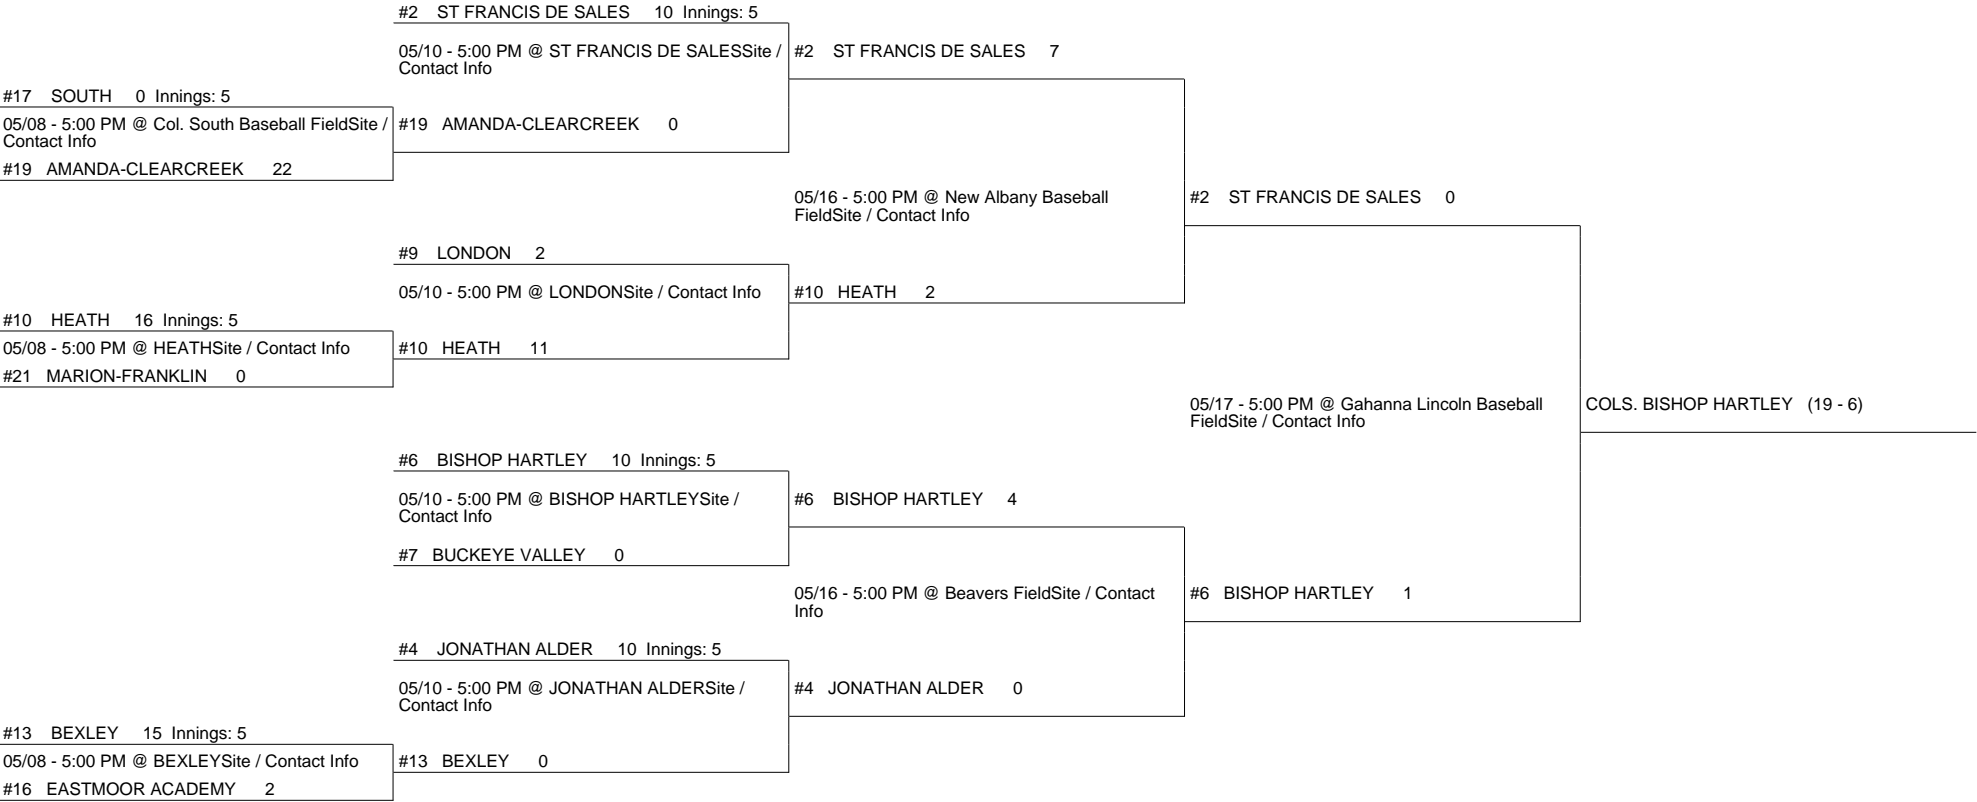 #2 ST FRANCIS DE SALES 10 Innings: 5
05/10 - 5:00 PM @ ST FRANCIS DE SALESSite /
Contact Info
#2 ST FRANCIS DE SALES 7
#17 SOUTH 0 Innings: 5
05/08 - 5:00 PM @ Col. South Baseball FieldSite /
Contact Info
#19 AMANDA-CLEARCREEK 0
#19 AMANDA-CLEARCREEK 22
05/16 - 5:00 PM @ New Albany Baseball
FieldSite / Contact Info
#2 ST FRANCIS DE SALES 0
#9 LONDON 2
05/10 - 5:00 PM @ LONDONSite / Contact Info
#10 HEATH 2
#10 HEATH 16 Innings: 5
05/08 - 5:00 PM @ HEATHSite / Contact Info
#10 HEATH 11
#21 MARION-FRANKLIN 0
05/17 - 5:00 PM @ Gahanna Lincoln Baseball
FieldSite / Contact Info
COLS. BISHOP HARTLEY (19 - 6)
#6 BISHOP HARTLEY 10 Innings: 5
05/10 - 5:00 PM @ BISHOP HARTLEYSite /
Contact Info
#6 BISHOP HARTLEY 4
#7 BUCKEYE VALLEY 0
05/16 - 5:00 PM @ Beavers FieldSite / Contact
Info
#6 BISHOP HARTLEY 1
#4 JONATHAN ALDER 10 Innings: 5
05/10 - 5:00 PM @ JONATHAN ALDERSite /
Contact Info
#4 JONATHAN ALDER 0
#13 BEXLEY 15 Innings: 5
05/08 - 5:00 PM @ BEXLEYSite / Contact Info
#13 BEXLEY 0
#16 EASTMOOR ACADEMY 2